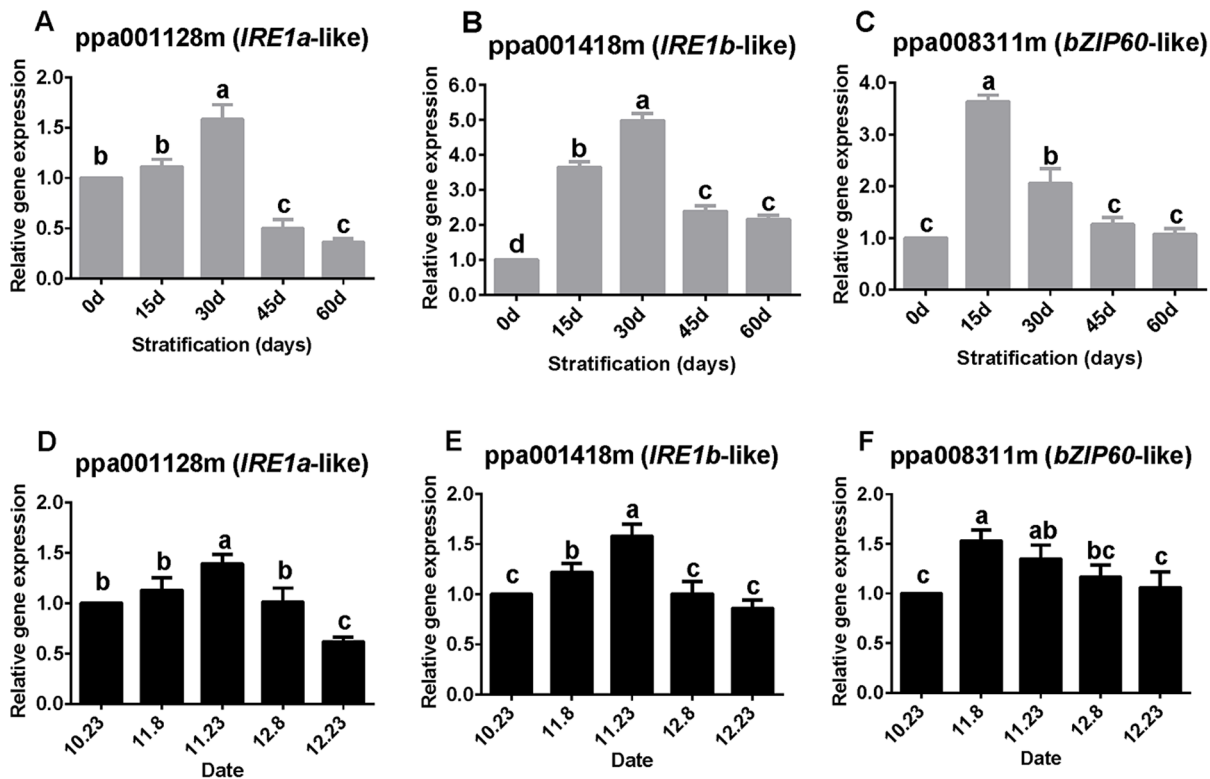 A
ppa001128m (IRE1a-like)
Relative gene expression
2.0
1.5
1.0
0.5
0.0
b
b
a
c
c
0d
15d
30d
45d
60d
Stratification (days)
B
ppa001418m (IRE1b-like)
Relative gene expression
6.0
5.0
4.0
3.0
2.0
1.0
0.0
d
b
a
c
c
0d
15d
30d
45d
60d
Stratification (days)
C
ppa008311m (bZIP60-like)
Relative gene expression
4.0
3.0
2.0
1.0
0.0
c
a
b
c
c
0d
15d
30d
45d
60d
Stratification (days)
D
ppa001128m (IRE1a-like)
Relative gene expression
2.0
1.5
1.0
0.5
0.0
b
b
a
b
c
10.23
11.8
11.23
12.8
12.23
Date
E
ppa001418m (IRE1b-like)
Relative gene expression
2.0
1.5
1.0
0.5
0.0
c
b
a
c
c
10.23
11.8
11.23
12.8
12.23
Date
F
ppa008311m (bZIP60-like)
Relative gene expression
2.0
1.5
1.0
0.5
0.0
c
a
ab
bc
c
10.23
11.8
11.23
12.8
12.23
Date